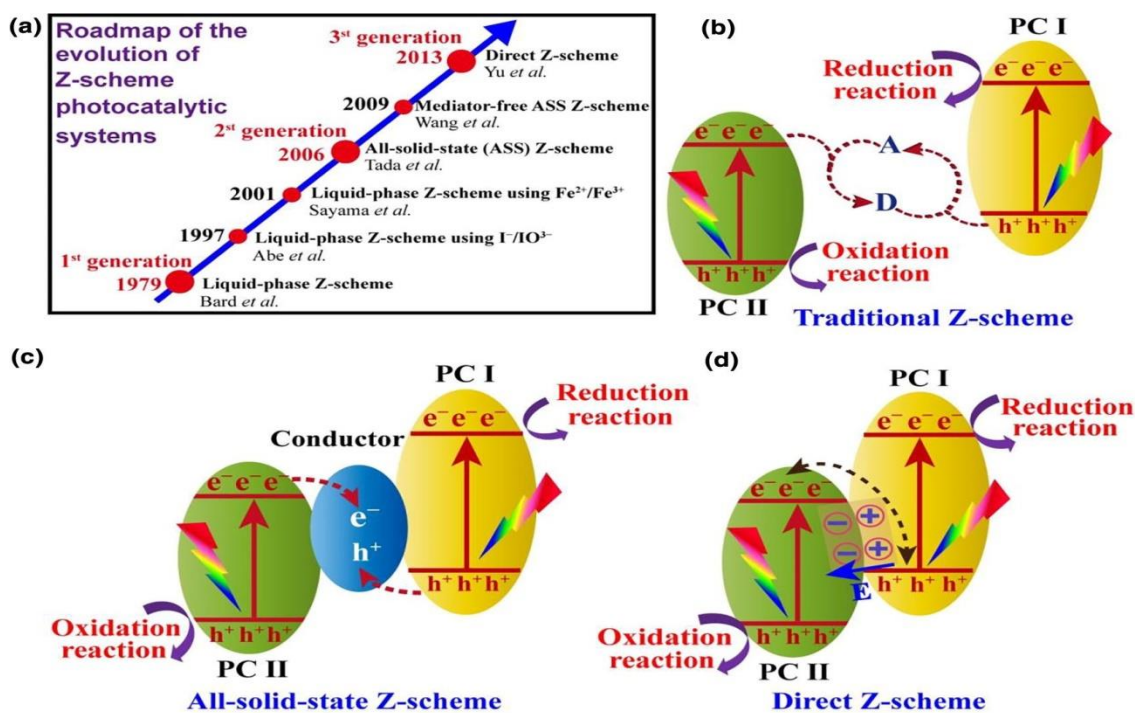 (a)
Roadmap of the
evolution of
Z-scheme
photocatalytic
systems
3st generation
2013
Direct Z-scheme
Yu et al.
2009
Mediator-free ASS Z-scheme
Wang et al.
2st generation
2006
All-solid-state (ASS) Z-scheme
Tada et al.
2001
Liquid-phase Z-scheme using Fe²⁺/Fe³⁺
Sayama et al.
1997
Liquid-phase Z-scheme using I⁻/IO³⁻
Abe et al.
1st generation
1979
Liquid-phase Z-scheme
Bard et al.
(b)
PC I
Reduction
reaction
e⁻ e⁻ e⁻
e⁻ e⁻ e⁻
A
D
h⁺ h⁺ h⁺
h⁺ h⁺ h⁺
Oxidation
reaction
PC II
Traditional Z-scheme
(c)
PC I
Reduction
reaction
e⁻ e⁻ e⁻
Conductor
e⁻ e⁻ e⁻
e⁻
h⁺
h⁺ h⁺ h⁺
h⁺ h⁺ h⁺
Oxidation
reaction
PC II
All-solid-state Z-scheme
(d)
PC I
Reduction
reaction
e⁻ e⁻ e⁻
e⁻ e⁻ e⁻
− +
− +
E
h⁺ h⁺ h⁺
h⁺ h⁺ h⁺
Oxidation
reaction
PC II
Direct Z-scheme